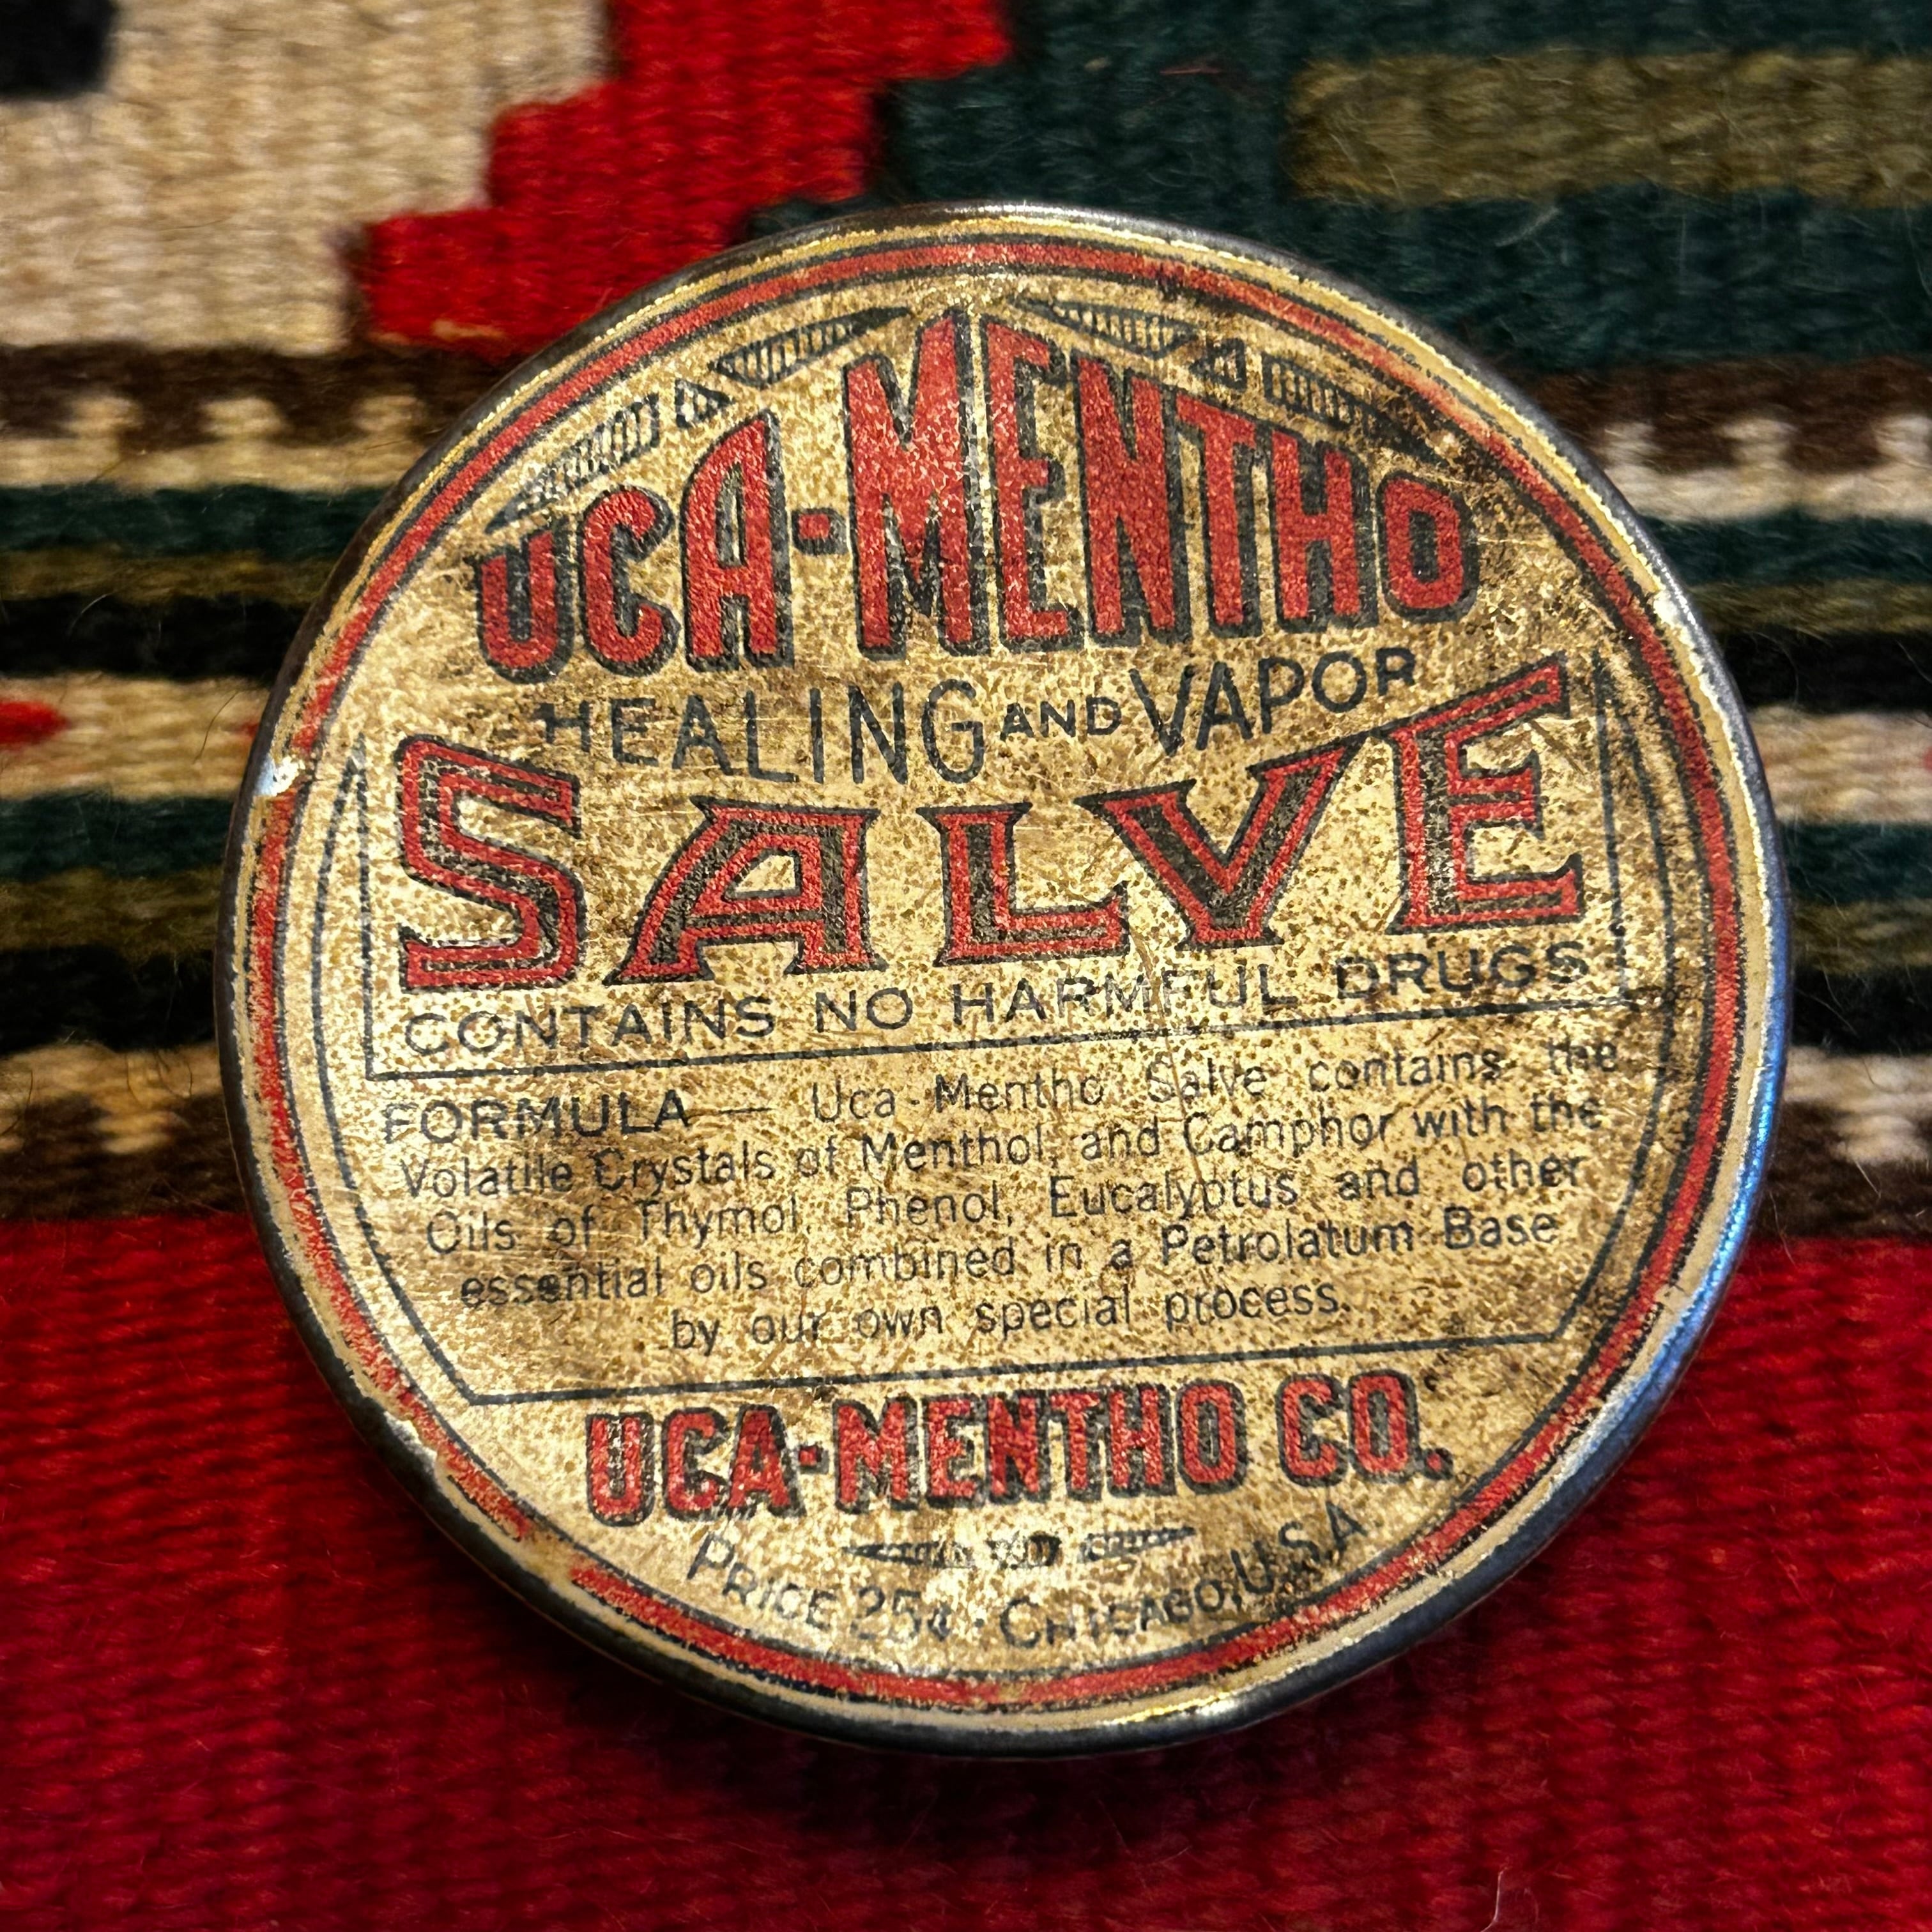 UCA-MENTHO
HEALING AND VAPOR
SALVE
CONTAINS NO HARMFUL DRUGS
FORMULA — Uca-Mentho Salve contains the
Volatile Crystals of Menthol, and Camphor with the
Oils of Thymol, Phenol, Eucalyptus and other
essential oils combined in a Petrolatum Base
by our own special process.
UCA-MENTHO CO.
PRICE 25¢ · CHICAGO, U.S.A.